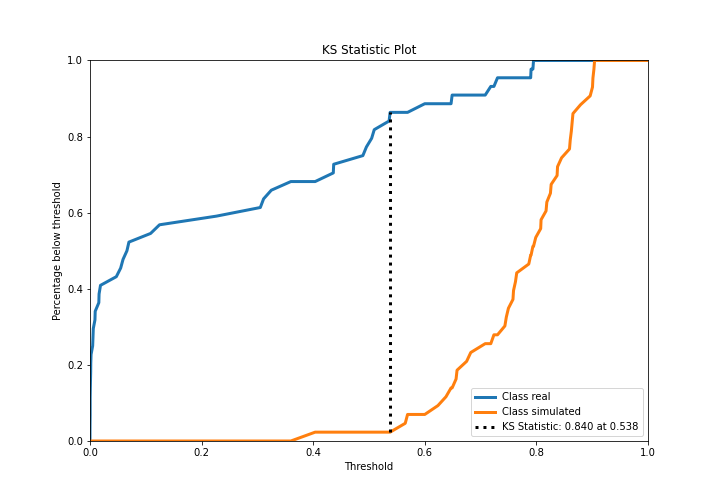 KS Statistic Plot
1.0
0.8
0.6
0.4
0.2
0.0
Percentage below threshold
0.0 0.2 0.4 0.6 0.8 1.0
Threshold
Class real
Class simulated
KS Statistic: 0.840 at 0.538